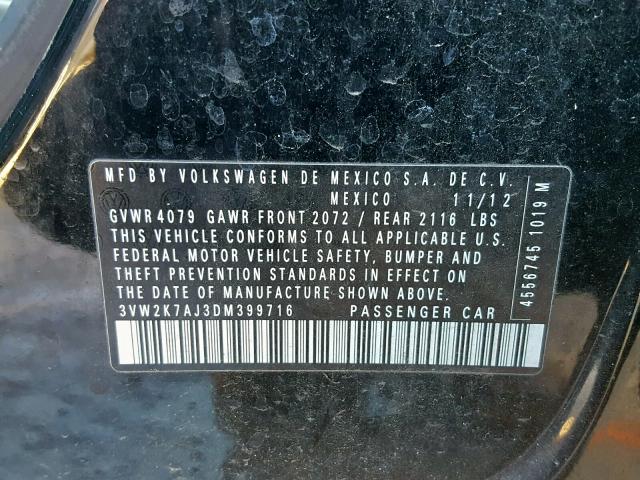 MFD BY VOLKSWAGEN DE MEXICO S.A. DE C.V.
MEXICO 11/12
GVWR 4079 GAWR FRONT 2072 / REAR 2116 LBS
THIS VEHICLE CONFORMS TO ALL APPLICABLE U.S.
FEDERAL MOTOR VEHICLE SAFETY, BUMPER AND
THEFT PREVENTION STANDARDS IN EFFECT ON
THE DATE OF MANUFACTURE SHOWN ABOVE.
3VW2K7AJ3DM399716 PASSENGER CAR
4556745 1019 M